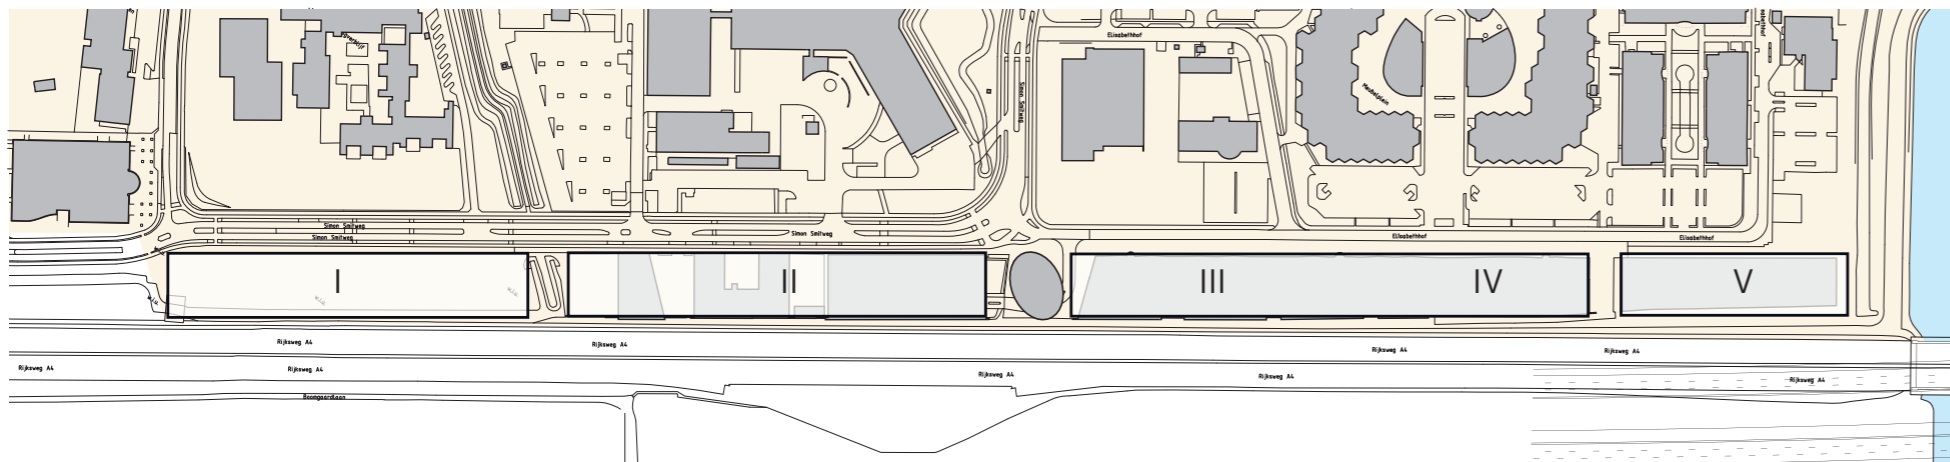 Elisabethhof
Simon Smitweg
Simon Smitweg
Simon Smitweg
Simon Smitweg
Elisabethhof
Elisabethhof
I
II
III
IV
V
Rijksweg A4
Rijksweg A4
Rijksweg A4
Rijksweg A4
Rijksweg A4
Rijksweg A4
Rijksweg A4
Rijksweg A4
Rijksweg A4
Boomgaardlaan